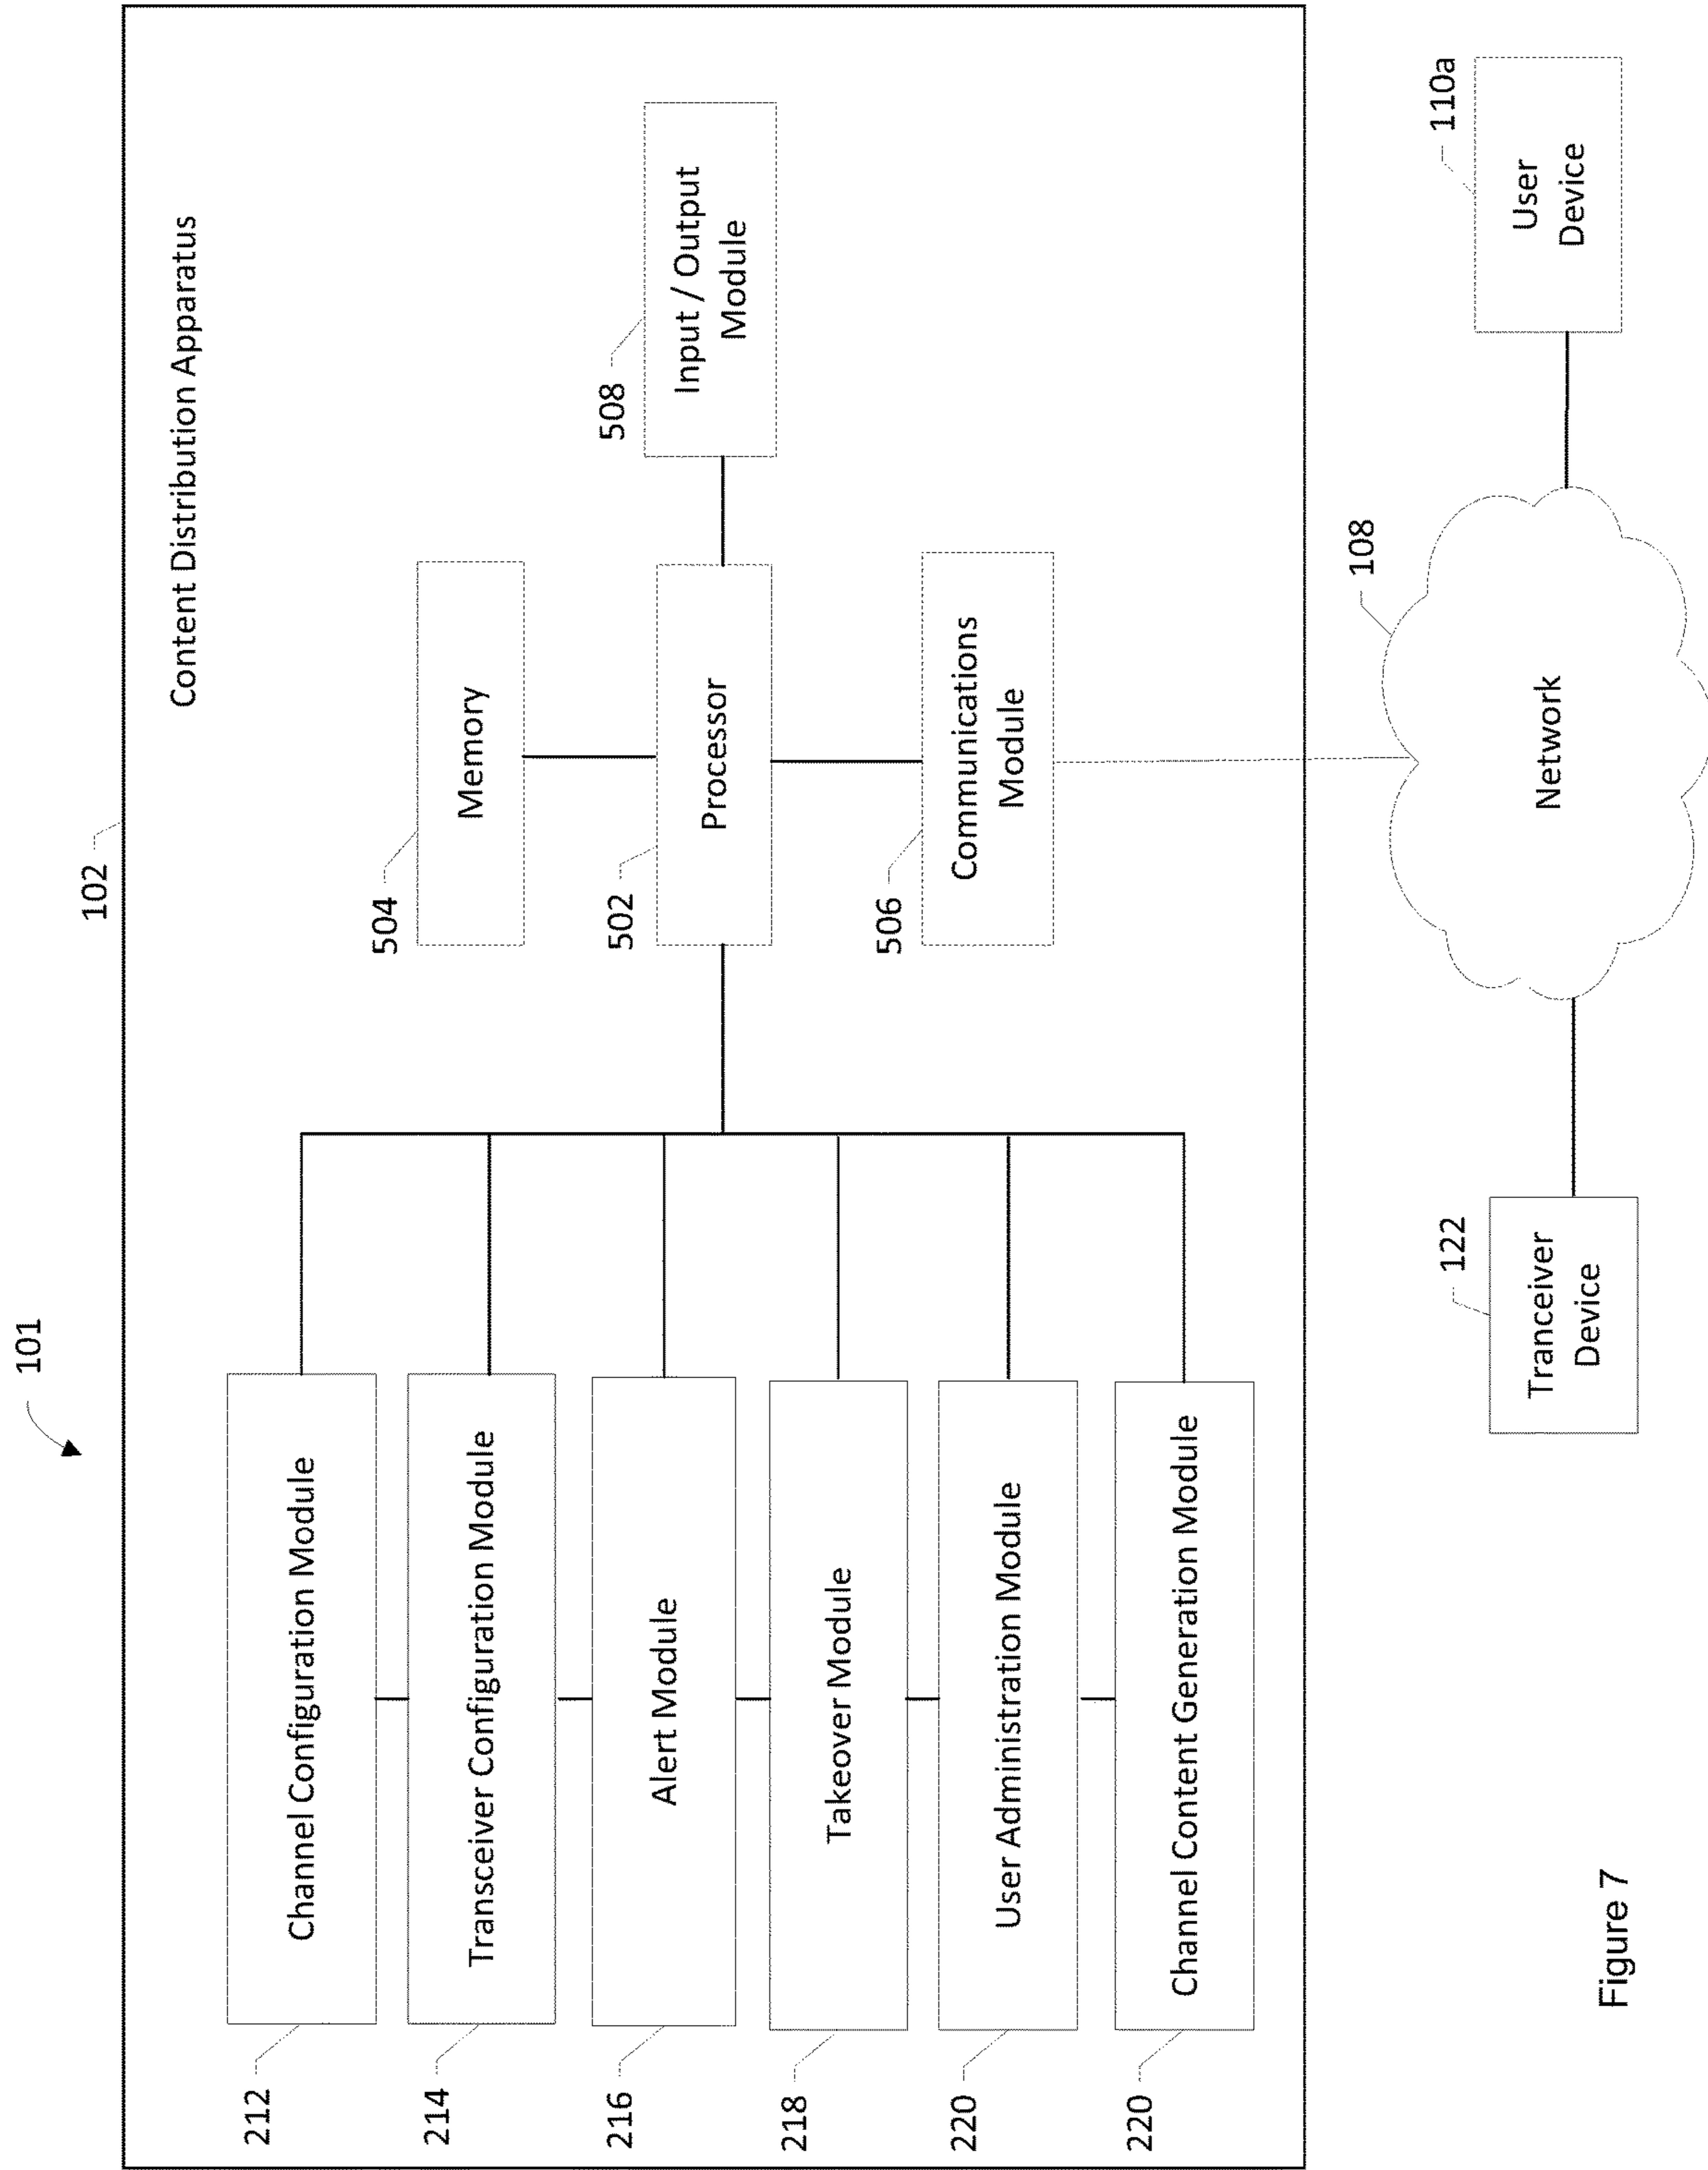 101
102
Content Distribution Apparatus
212
Channel Configuration Module
214
Transceiver Configuration Module
216
Alert Module
218
Takeover Module
220
User Administration Module
220
Channel Content Generation Module
504
Memory
502
Processor
506
Communications
Module
508
Input / Output
Module
122
Tranceiver
Device
108
Network
110a
User
Device
Figure 7